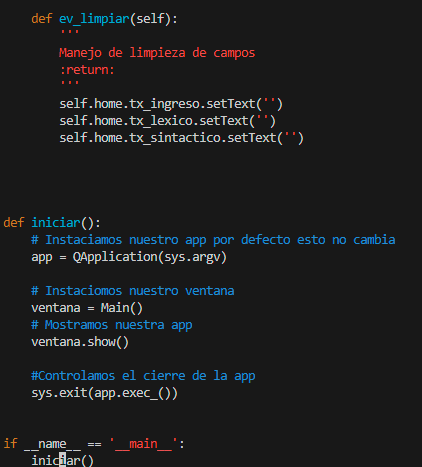 def ev_limpiar(self):
'''
Manejo de limpieza de campos
:return:
'''
self.home.tx_ingreso.setText('')
self.home.tx_lexico.setText('')
self.home.tx_sintactico.setText('')
def iniciar():
# Instaciamos nuestro app por defecto esto no cambia
app = QApplication(sys.argv)
# Instaciomos nuestro ventana
ventana = Main()
# Mostramos nuestra app
ventana.show()
#Controlamos el cierre de la app
sys.exit(app.exec_())
if __name__ == '__main__':
iniciar()